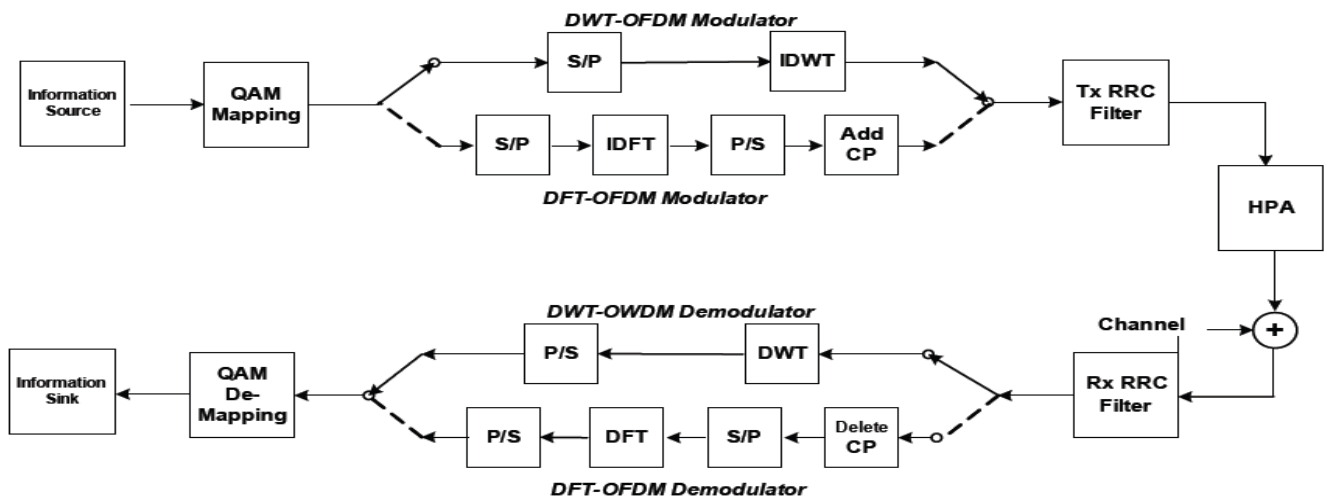 DWT-OFDM Modulator
Information
Source
QAM
Mapping
S/P
IDWT
Tx RRC
Filter
S/P
IDFT
P/S
Add
CP
DFT-OFDM Modulator
HPA
DWT-OWDM Demodulator
Channel
+
Information
Sink
QAM
De-
Mapping
P/S
DWT
Rx RRC
Filter
P/S
DFT
S/P
Delete
CP
DFT-OFDM Demodulator